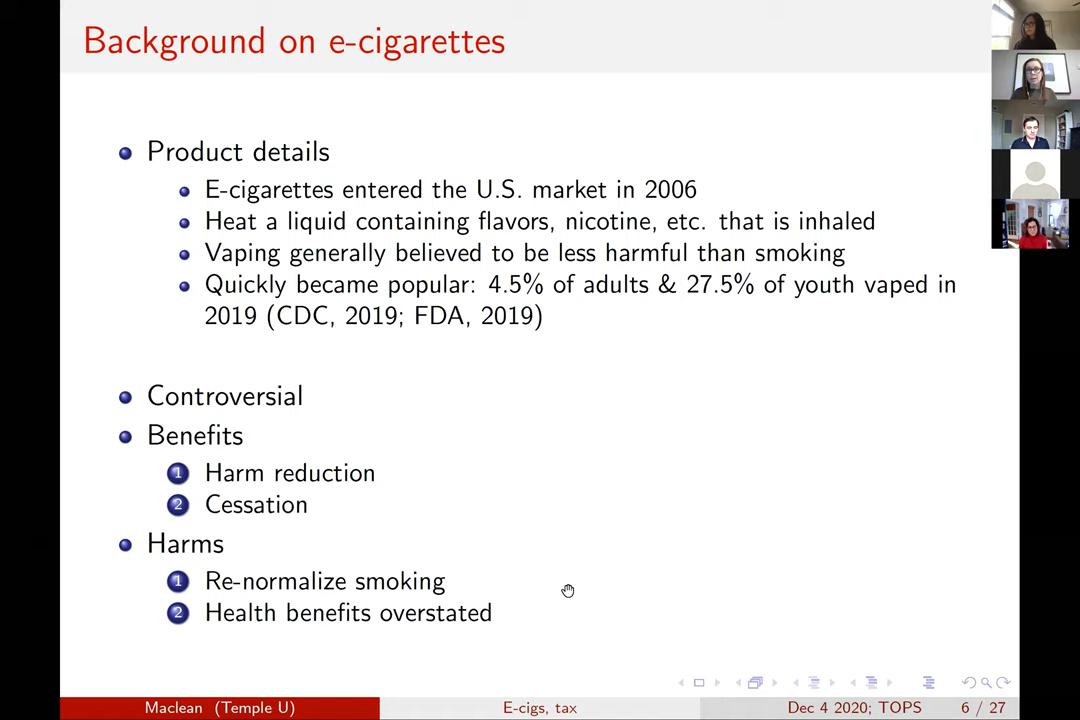 Background on e-cigarettes
Product details
E-cigarettes entered the U.S. market in 2006
Heat a liquid containing flavors, nicotine, etc. that is inhaled
Vaping generally believed to be less harmful than smoking
Quickly became popular: 4.5% of adults & 27.5% of youth vaped in
2019 (CDC, 2019; FDA, 2019)
Controversial
Benefits
1 Harm reduction
2 Cessation
Harms
1 Re-normalize smoking
2 Health benefits overstated
Maclean (Temple U)
E-cigs, tax
Dec 4 2020; TOPS
6 / 27